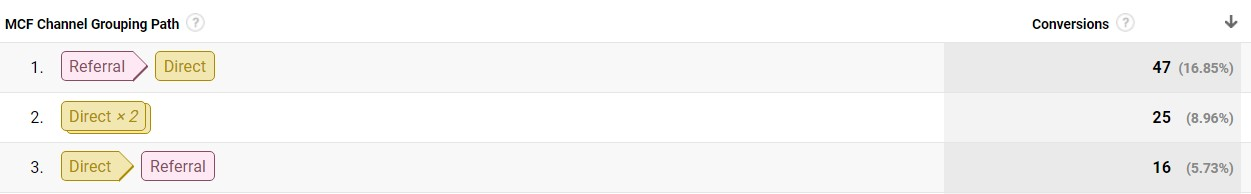 MCF Channel Grouping Path ? Conversions ?
1. Referral Direct 47 (16.85%)
2. Direct × 2 25 (8.96%)
3. Direct Referral 16 (5.73%)